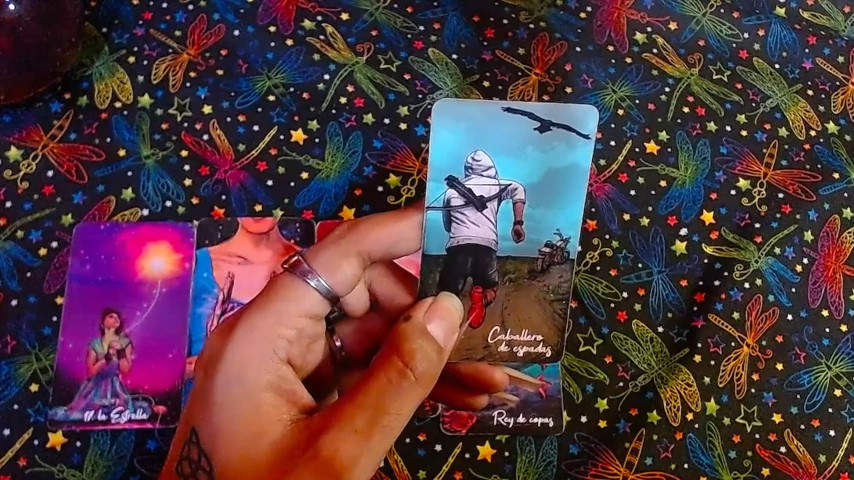 Caballero
de espadas
17. la Estrella
Rey de copas